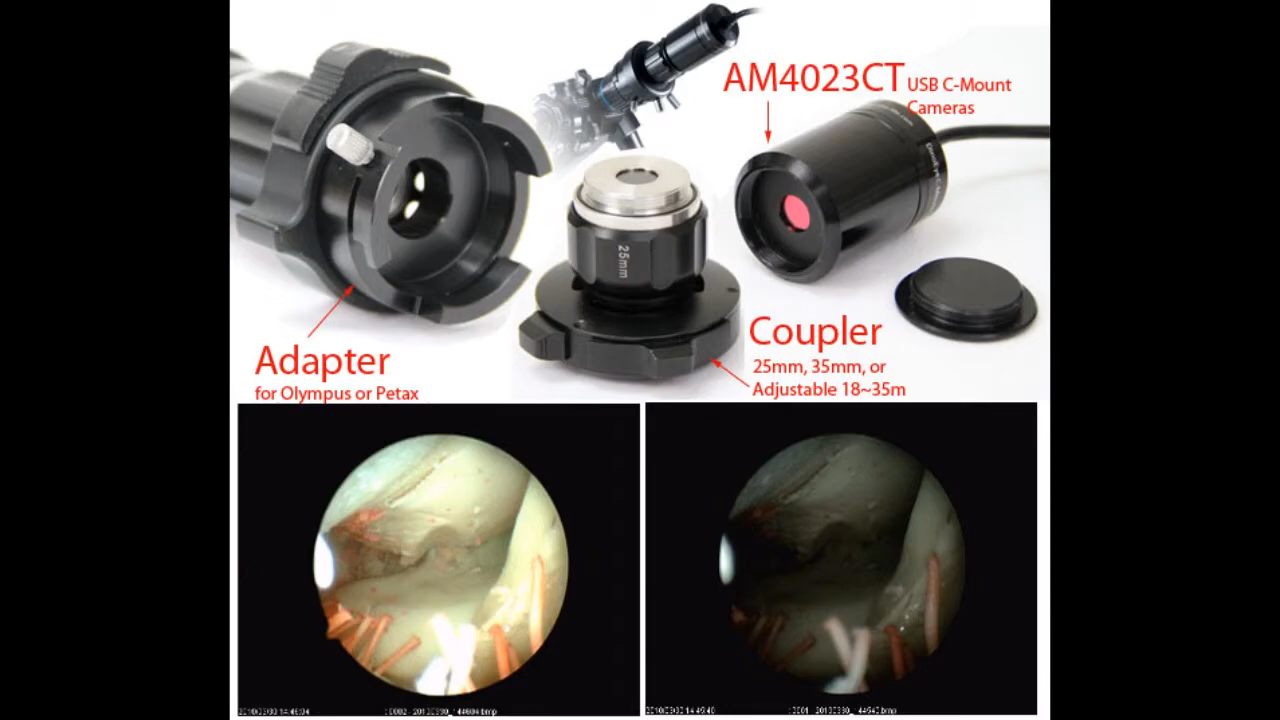 AM4023CT USB C-Mount
Cameras
25mm
Adapter
for Olympus or Petax
Coupler
25mm, 35mm, or
Adjustable 18~35m